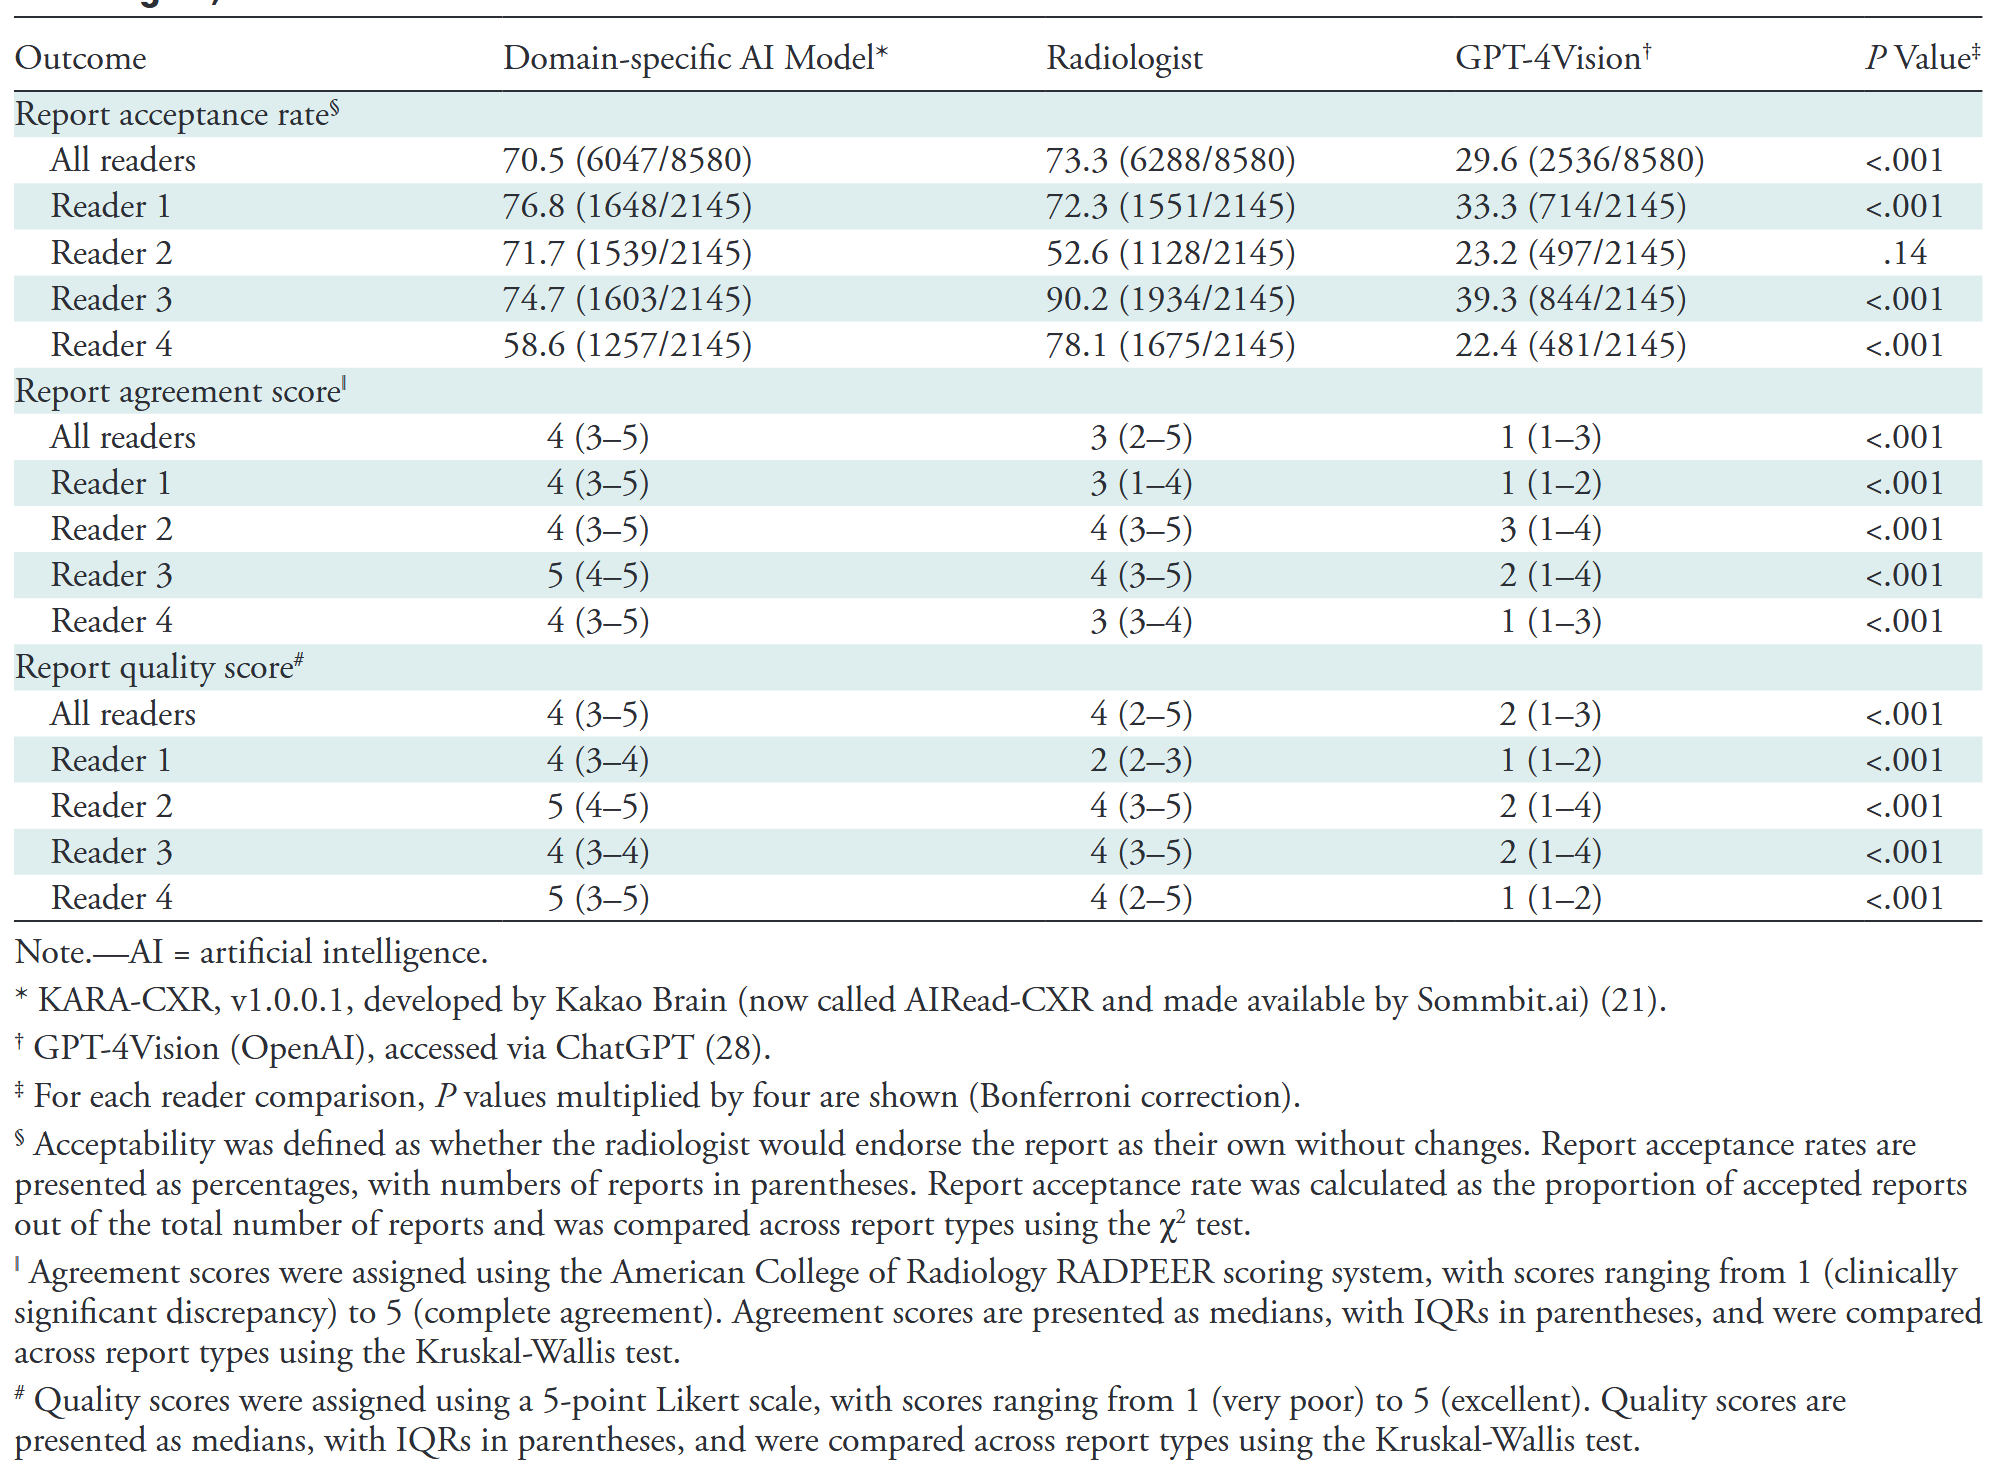 Outcome Domain-specific AI Model* Radiologist GPT-4Vision† P Value‡
Report acceptance rate§
All readers 70.5 (6047/8580) 73.3 (6288/8580) 29.6 (2536/8580) <.001
Reader 1 76.8 (1648/2145) 72.3 (1551/2145) 33.3 (714/2145) <.001
Reader 2 71.7 (1539/2145) 52.6 (1128/2145) 23.2 (497/2145) .14
Reader 3 74.7 (1603/2145) 90.2 (1934/2145) 39.3 (844/2145) <.001
Reader 4 58.6 (1257/2145) 78.1 (1675/2145) 22.4 (481/2145) <.001
Report agreement score‖
All readers 4 (3–5) 3 (2–5) 1 (1–3) <.001
Reader 1 4 (3–5) 3 (1–4) 1 (1–2) <.001
Reader 2 4 (3–5) 4 (3–5) 3 (1–4) <.001
Reader 3 5 (4–5) 4 (3–5) 2 (1–4) <.001
Reader 4 4 (3–5) 3 (3–4) 1 (1–3) <.001
Report quality score#
All readers 4 (3–5) 4 (2–5) 2 (1–3) <.001
Reader 1 4 (3–4) 2 (2–3) 1 (1–2) <.001
Reader 2 5 (4–5) 4 (3–5) 2 (1–4) <.001
Reader 3 4 (3–4) 4 (3–5) 2 (1–4) <.001
Reader 4 5 (3–5) 4 (2–5) 1 (1–2) <.001
Note.—AI = artificial intelligence.
* KARA-CXR, v1.0.0.1, developed by Kakao Brain (now called AIRead-CXR and made available by Sommbit.ai) (21).
† GPT-4Vision (OpenAI), accessed via ChatGPT (28).
‡ For each reader comparison, P values multiplied by four are shown (Bonferroni correction).
§ Acceptability was defined as whether the radiologist would endorse the report as their own without changes. Report acceptance rates are
presented as percentages, with numbers of reports in parentheses. Report acceptance rate was calculated as the proportion of accepted reports
out of the total number of reports and was compared across report types using the χ² test.
‖ Agreement scores were assigned using the American College of Radiology RADPEER scoring system, with scores ranging from 1 (clinically
significant discrepancy) to 5 (complete agreement). Agreement scores are presented as medians, with IQRs in parentheses, and were compared
across report types using the Kruskal-Wallis test.
# Quality scores were assigned using a 5-point Likert scale, with scores ranging from 1 (very poor) to 5 (excellent). Quality scores are
presented as medians, with IQRs in parentheses, and were compared across report types using the Kruskal-Wallis test.